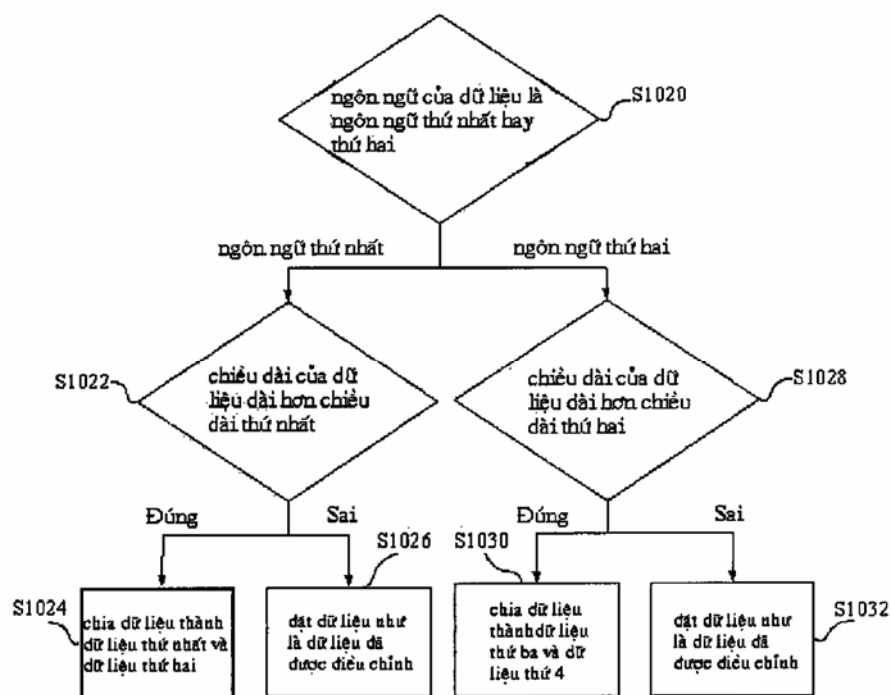 ngôn ngữ của dữ liệu là
ngôn ngữ thứ nhất hay
thứ hai
S1020
ngôn ngữ thứ nhất
ngôn ngữ thứ hai
S1022
chiều dài của dữ
liệu dài hơn chiều
dài thứ nhất
chiều dài của dữ
liệu dài hơn chiều
dài thứ hai
S1028
Đúng
Sai
S1026
S1030
Đúng
Sai
S1024
chia dữ liệu thành
dữ liệu thứ nhất và
dữ liệu thứ hai
đặt dữ liệu như
là dữ liệu đã
được điều chỉnh
chia dữ liệu
thànhdữ liệu
thứ ba và dữ
liệu thứ 4
đặt dữ liệu như
là dữ liệu đã
được điều chỉnh
S1032